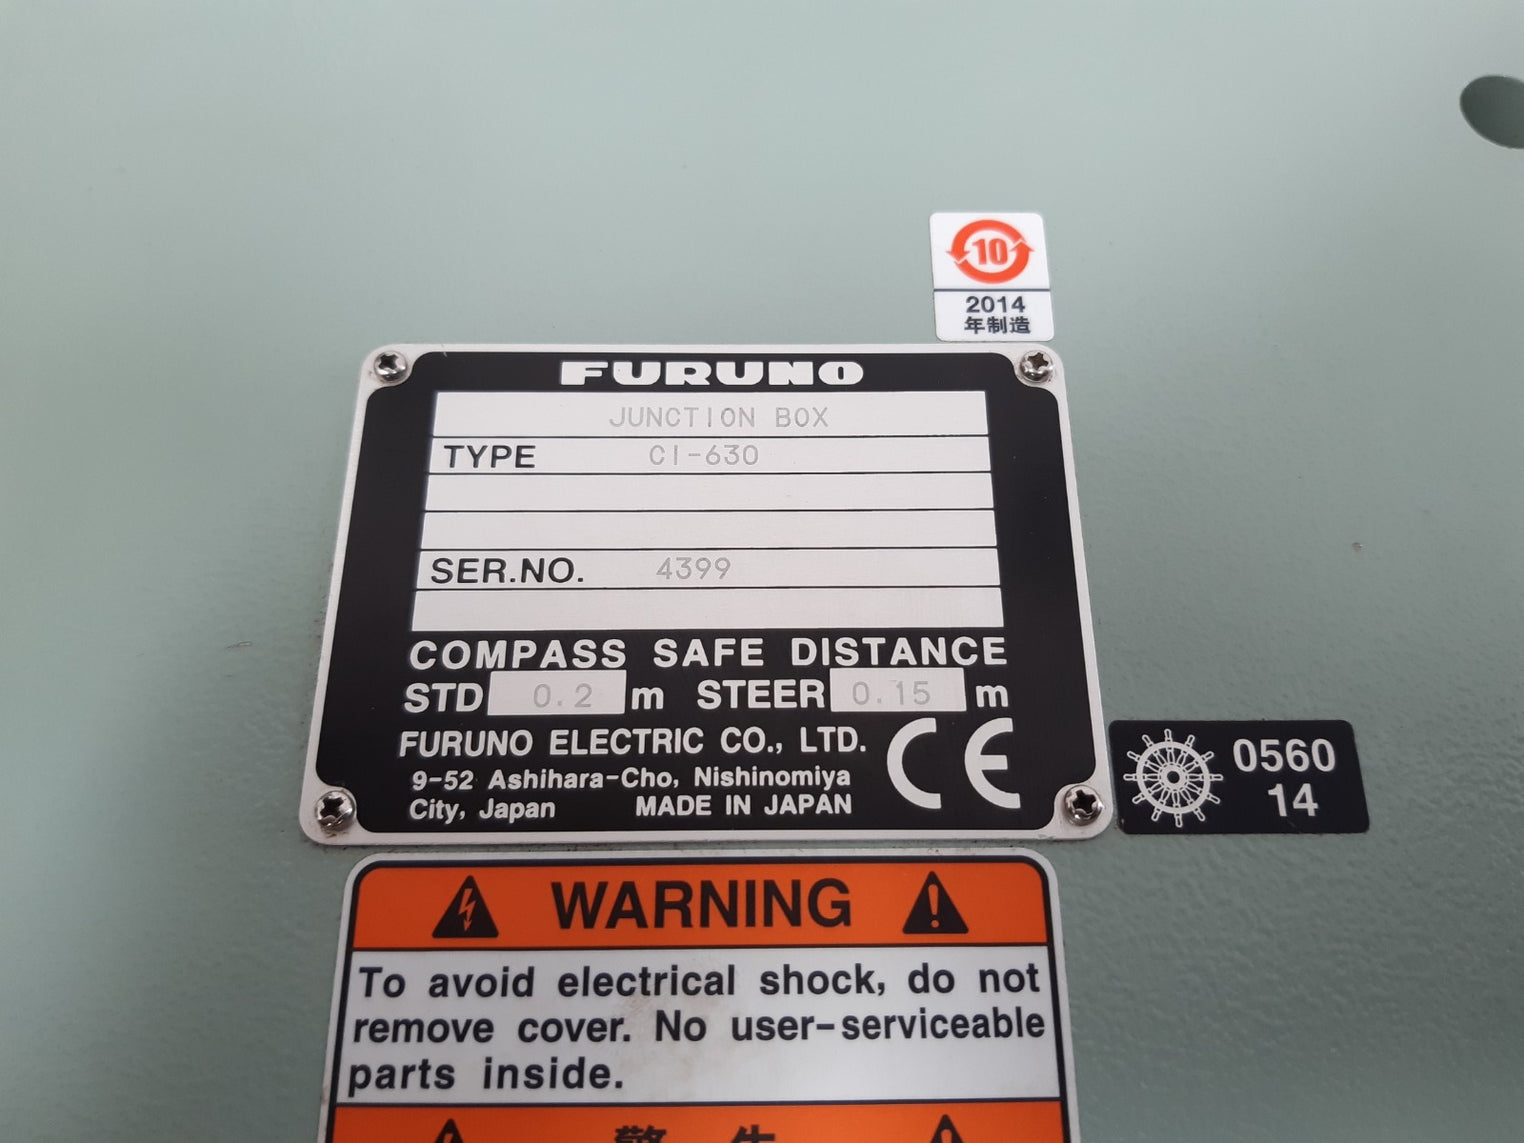 10
2014
年制造
FURUNO
JUNCTION BOX
TYPE CI-630
SER.NO. 4399
COMPASS SAFE DISTANCE
STD 0.2 m STEER 0.15 m
FURUNO ELECTRIC CO., LTD.
9-52 Ashihara-Cho, Nishinomiya
City, Japan MADE IN JAPAN
CE
0560
14
WARNING
To avoid electrical shock, do not
remove cover. No user-serviceable
parts inside.